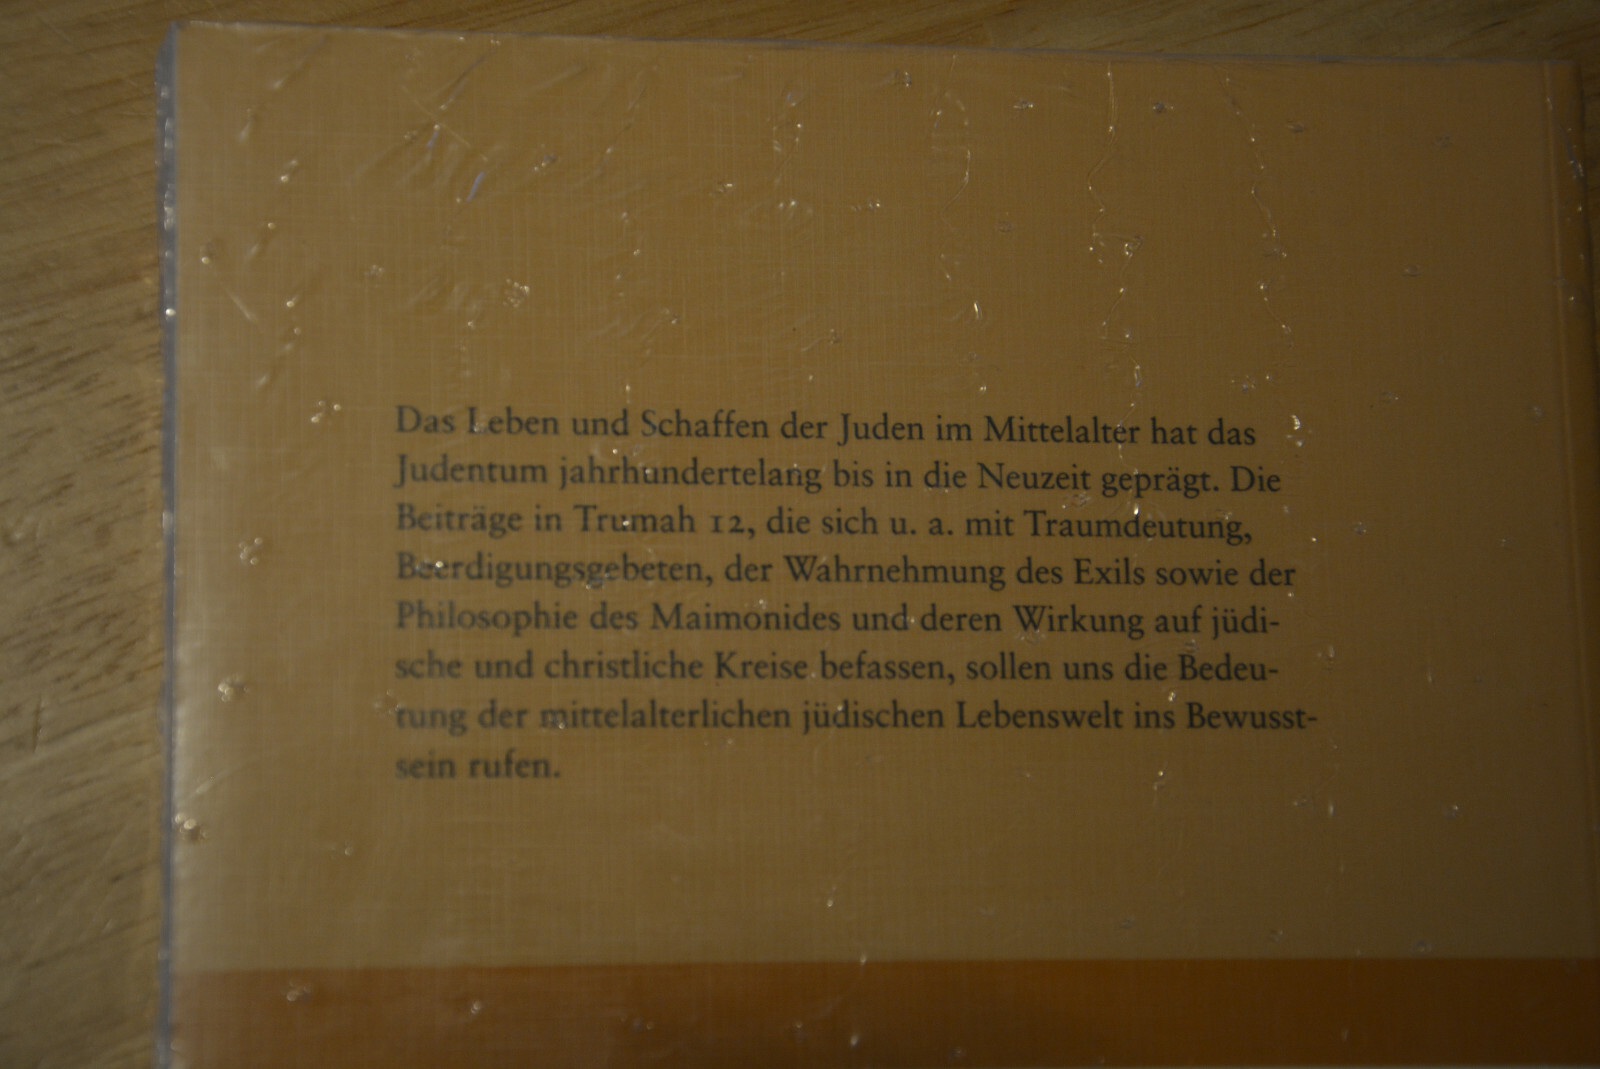 Das Leben und Schaffen der Juden im Mittelalter hat das
Judentum jahrhundertelang bis in die Neuzeit geprägt. Die
Beiträge in Trumah 12, die sich u. a. mit Traumdeutung,
Beerdigungsgebeten, der Wahrnehmung des Exils sowie der
Philosophie des Maimonides und deren Wirkung auf jüdi-
sche und christliche Kreise befassen, sollen uns die Bedeu-
tung der mittelalterlichen jüdischen Lebenswelt ins Bewusst-
sein rufen.